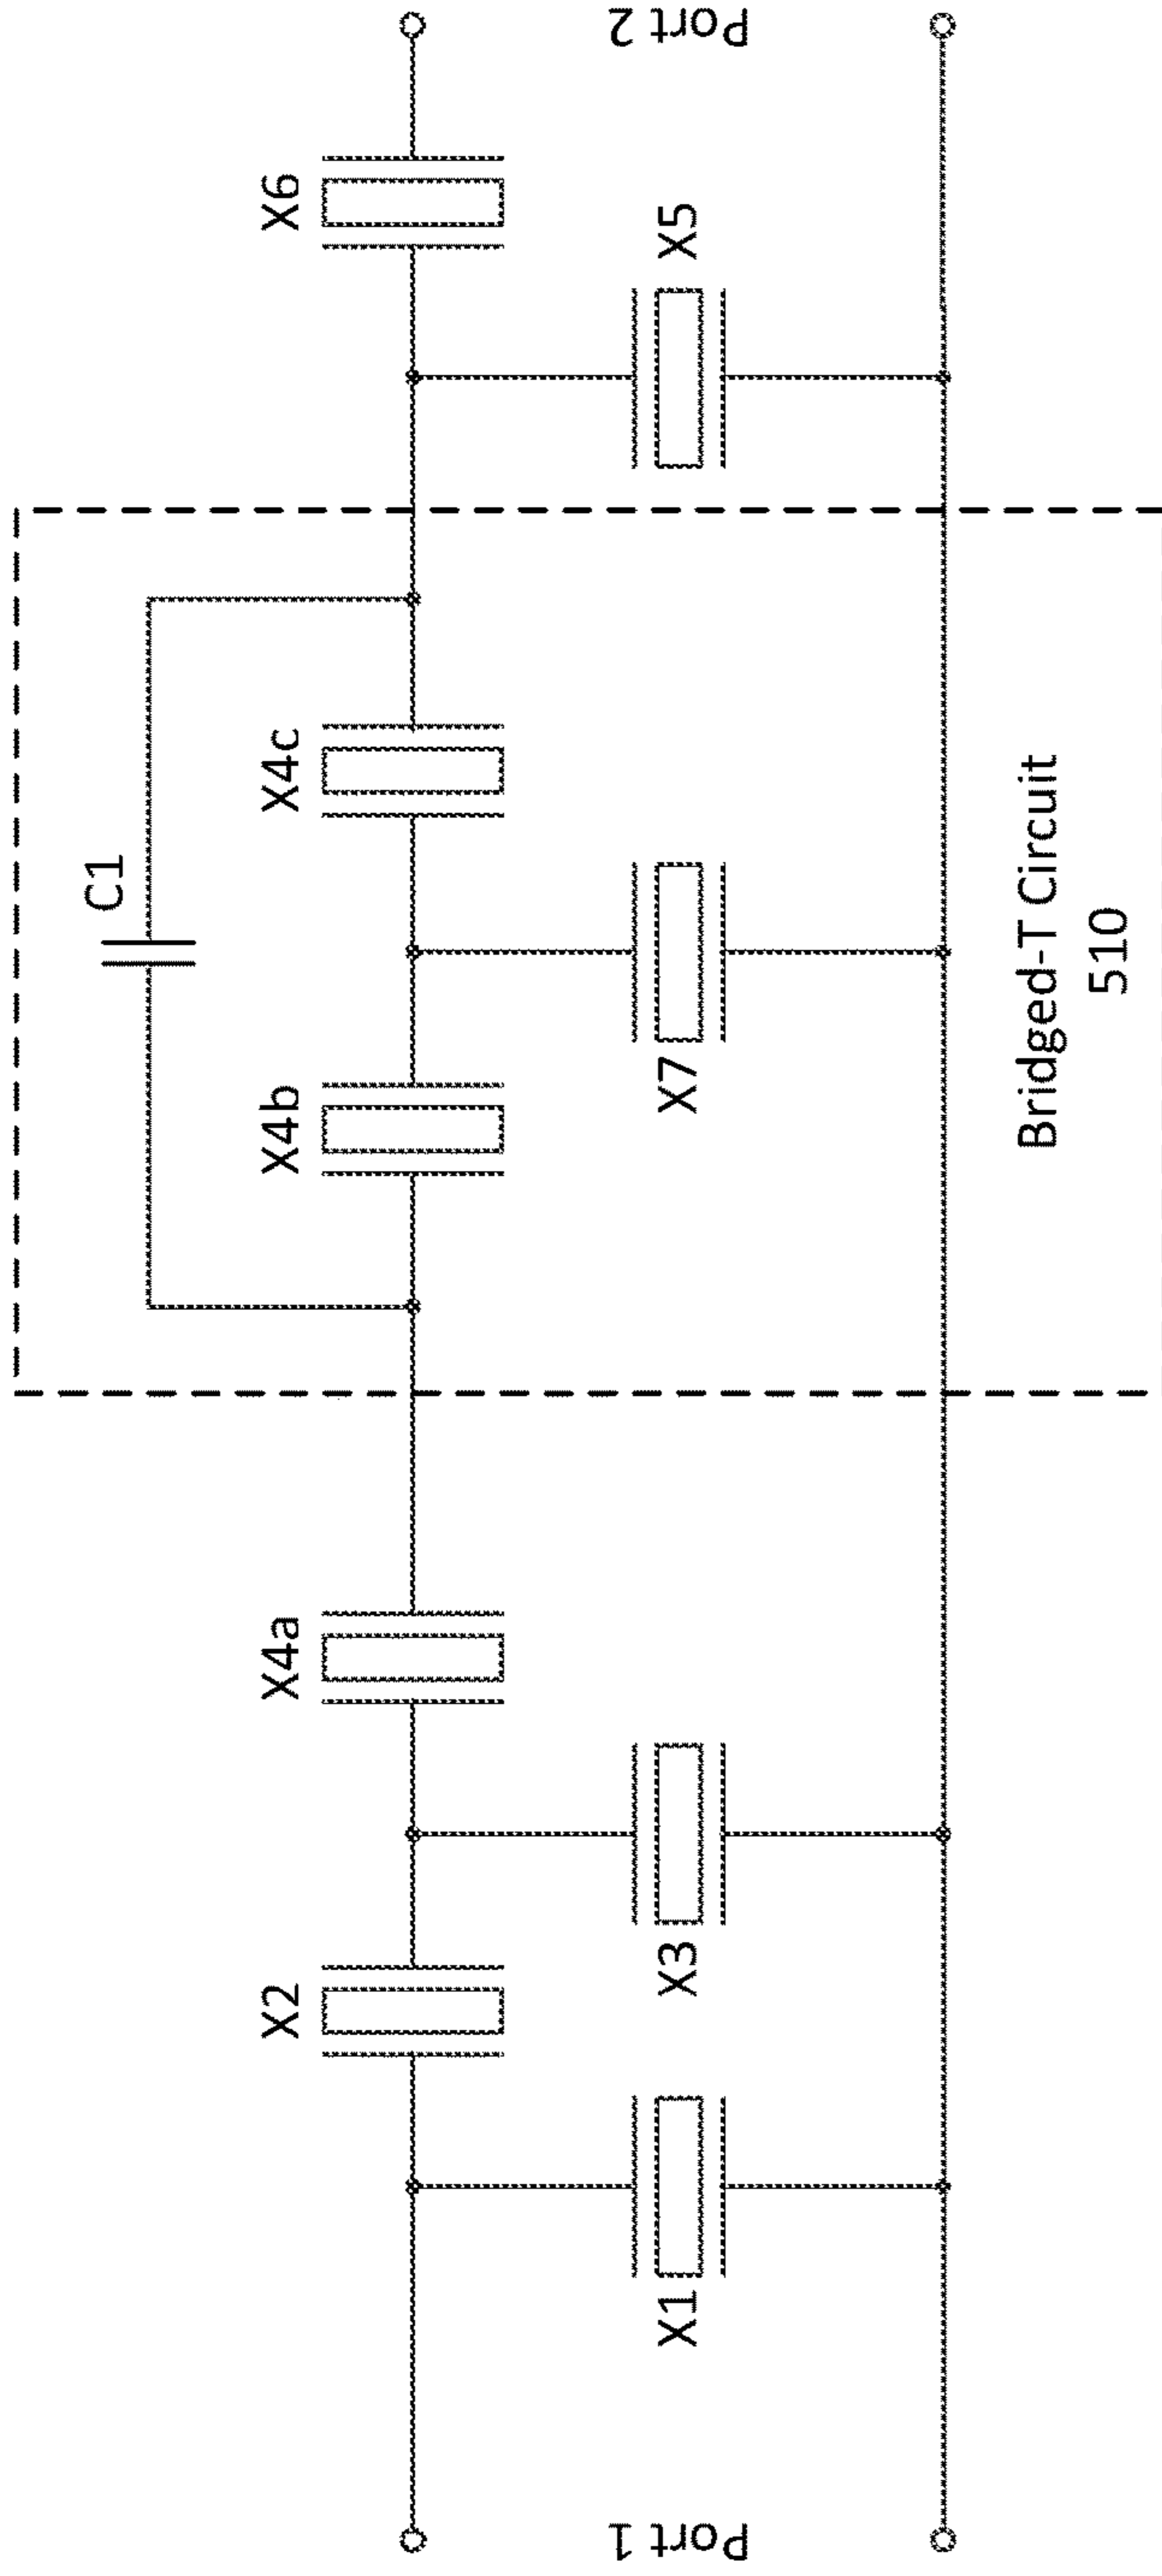 C1
X2
X4a
X4b
X4c
X6
Port 1
X1
X3
X7
X5
Port 2
Bridged-T Circuit
510